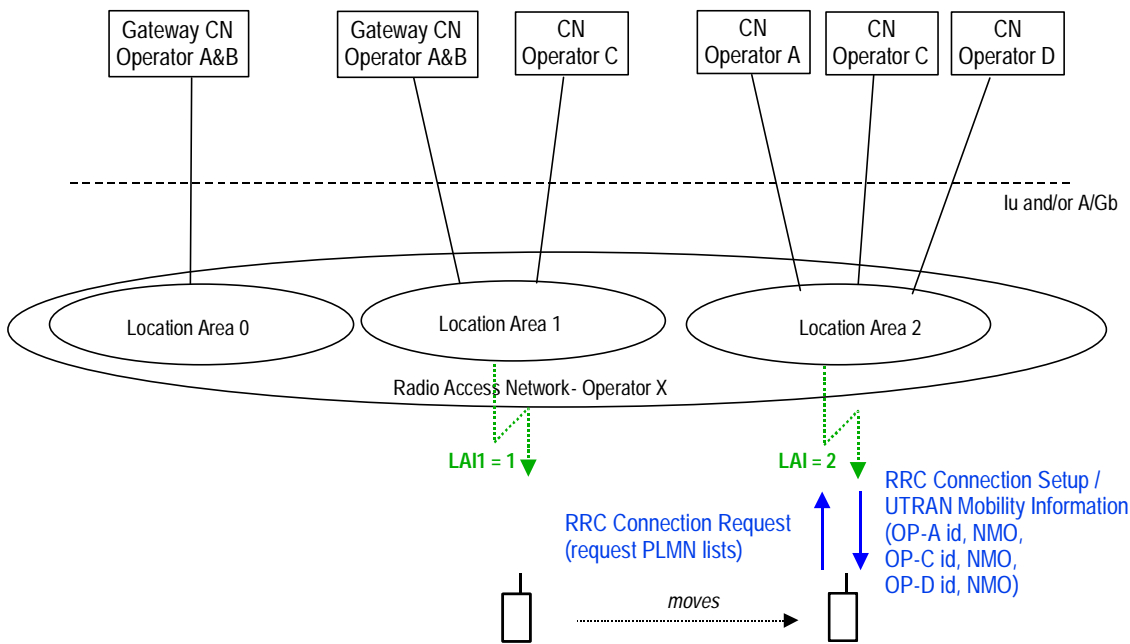 Gateway CN
Operator A&B
Gateway CN
Operator A&B
CN
Operator C
CN
Operator A
CN
Operator C
CN
Operator D
Iu and/or A/Gb
Location Area 0
Location Area 1
Location Area 2
Radio Access Network- Operator X
LAI1 = 1
LAI = 2
RRC Connection Request
(request PLMN lists)
RRC Connection Setup /
UTRAN Mobility Information
(OP-A id, NMO,
OP-C id, NMO,
OP-D id, NMO)
moves